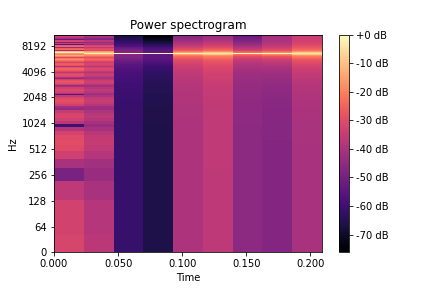 Power spectrogram
8192
4096
2048
1024
512
256
128
64
0
Hz
0.000 0.050 0.100 0.150 0.200
Time
+0 dB
-10 dB
-20 dB
-30 dB
-40 dB
-50 dB
-60 dB
-70 dB